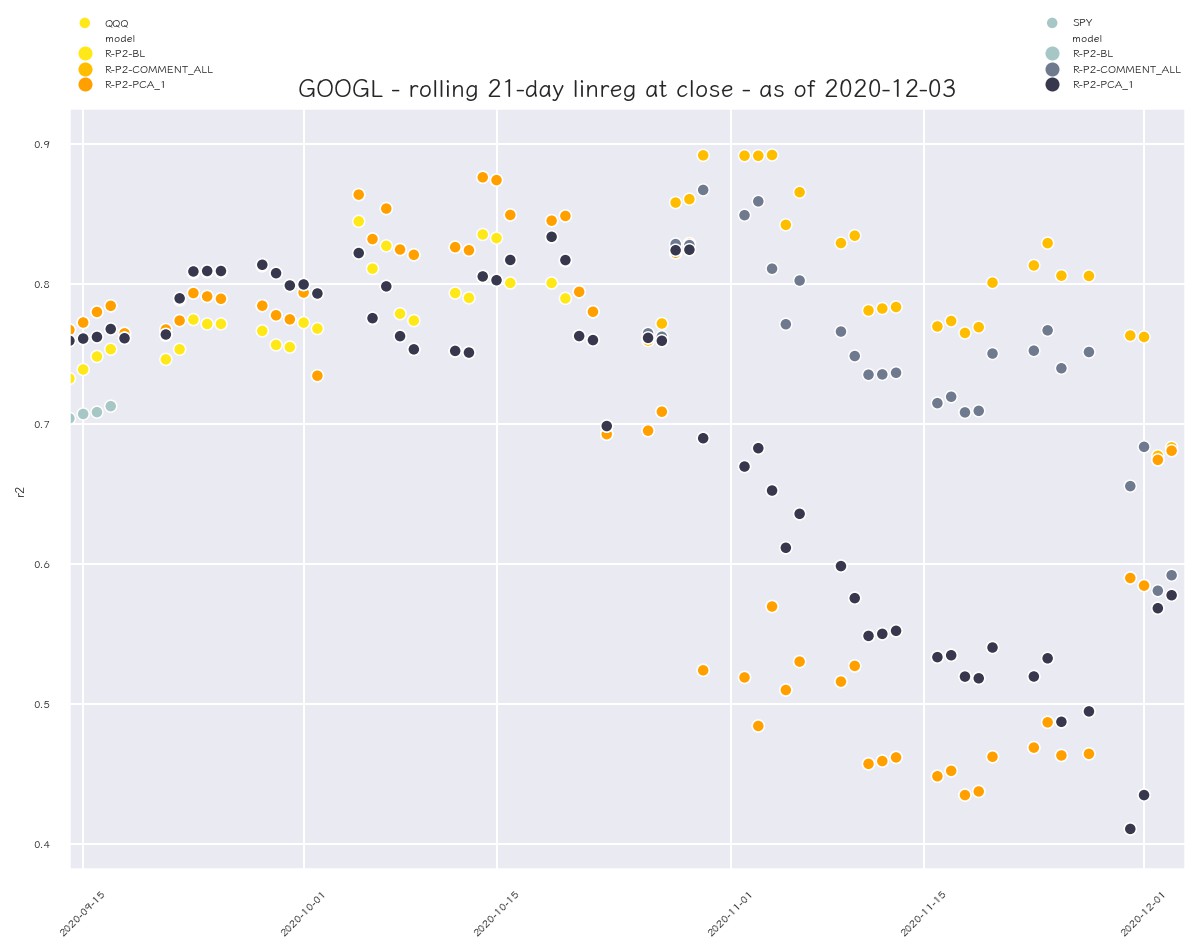 QQQ
model
R-P2-BL
R-P2-COMMENT_ALL
R-P2-PCA_1
SPY
model
R-P2-BL
R-P2-COMMENT_ALL
R-P2-PCA_1
GOOGL - rolling 21-day linreg at close - as of 2020-12-03
0.9
0.8
0.7
r2
0.6
0.5
0.4
2020-09-15
2020-10-01
2020-10-15
2020-11-01
2020-11-15
2020-12-01